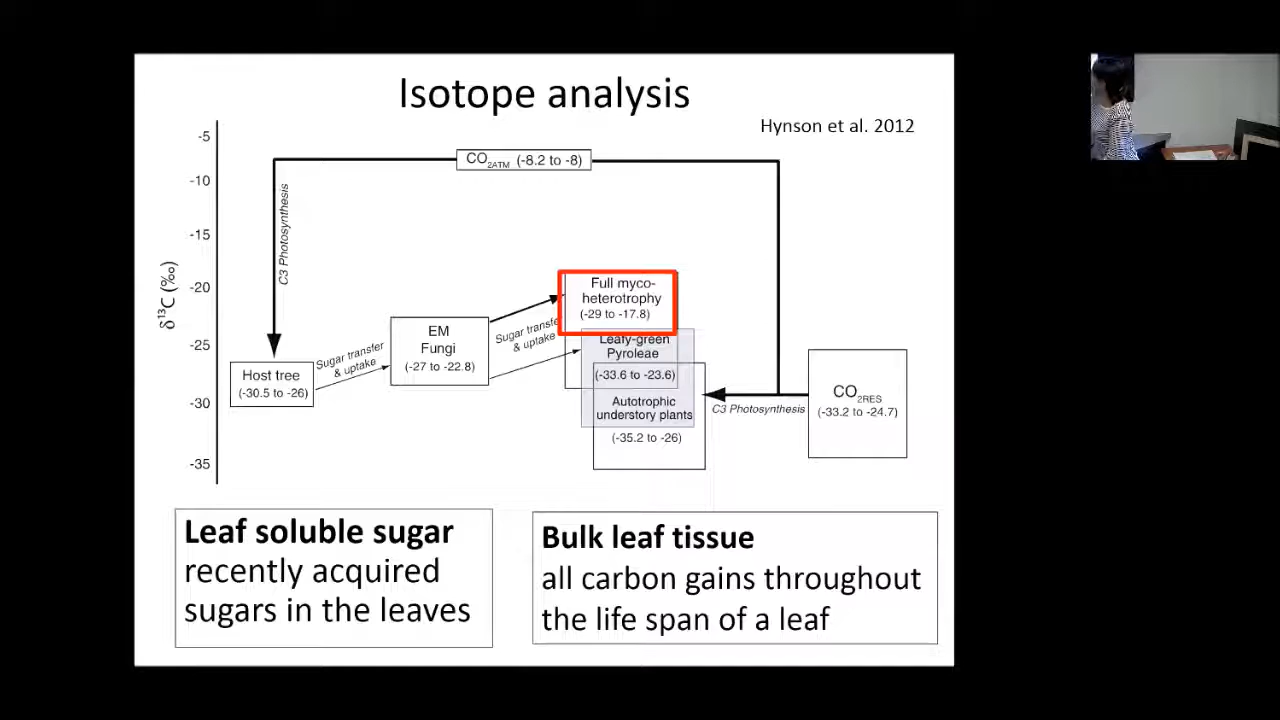 Isotope analysis
Hynson et al. 2012
-5
-10
-15
-20
-25
-30
-35
δ¹³C (‰)
CO2ATM (-8.2 to -8)
C3 Photosynthesis
Host tree
(-30.5 to -26)
Sugar transfer
& uptake
EM
Fungi
(-27 to -22.8)
Sugar transfer
& uptake
Full myco-
heterotrophy
(-29 to -17.8)
Leafy-green
Pyroleae
(-33.6 to -23.6)
Autotrophic
understory plants
(-35.2 to -26)
C3 Photosynthesis
CO2RES
(-33.2 to -24.7)
Leaf soluble sugar
recently acquired
sugars in the leaves
Bulk leaf tissue
all carbon gains throughout
the life span of a leaf